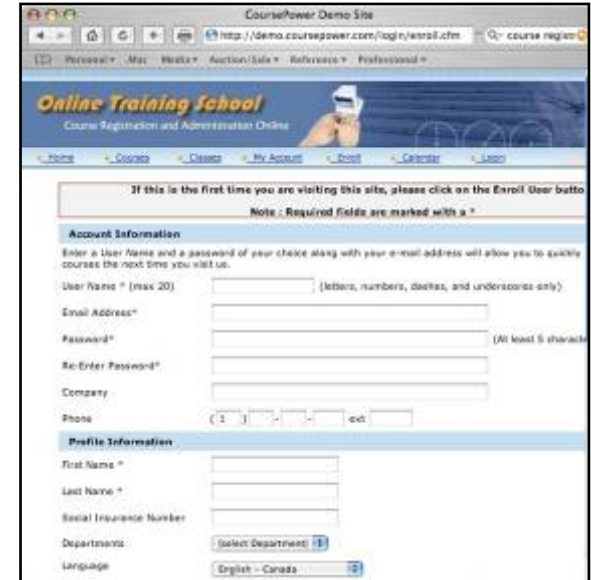 CoursePower Demo Site
http://demo.coursepower.com/login/enroll.cfm
course regist
Personal Mac Media Auction/Sale Reference Professional
Online Training School
Course Registration and Administration Online
Home Courses Classes My Account Enroll Calendar Login
If this is the first time you are visiting this site, please click on the Enroll User butto
Note : Required fields are marked with a *
Account Information
Enter a User Name and a password of your choice along with your e-mail address will allow you to quickly
courses the next time you visit us.
User Name * (max 20) (letters, numbers, dashes, and underscores only)
Email Address*
Password* (At least 5 characte
Re-Enter Password*
Company
Phone ( 1 ) - - ext
Profile Information
First Name *
Last Name *
Social Insurance Number
Departments (select Department)
Language English - Canada